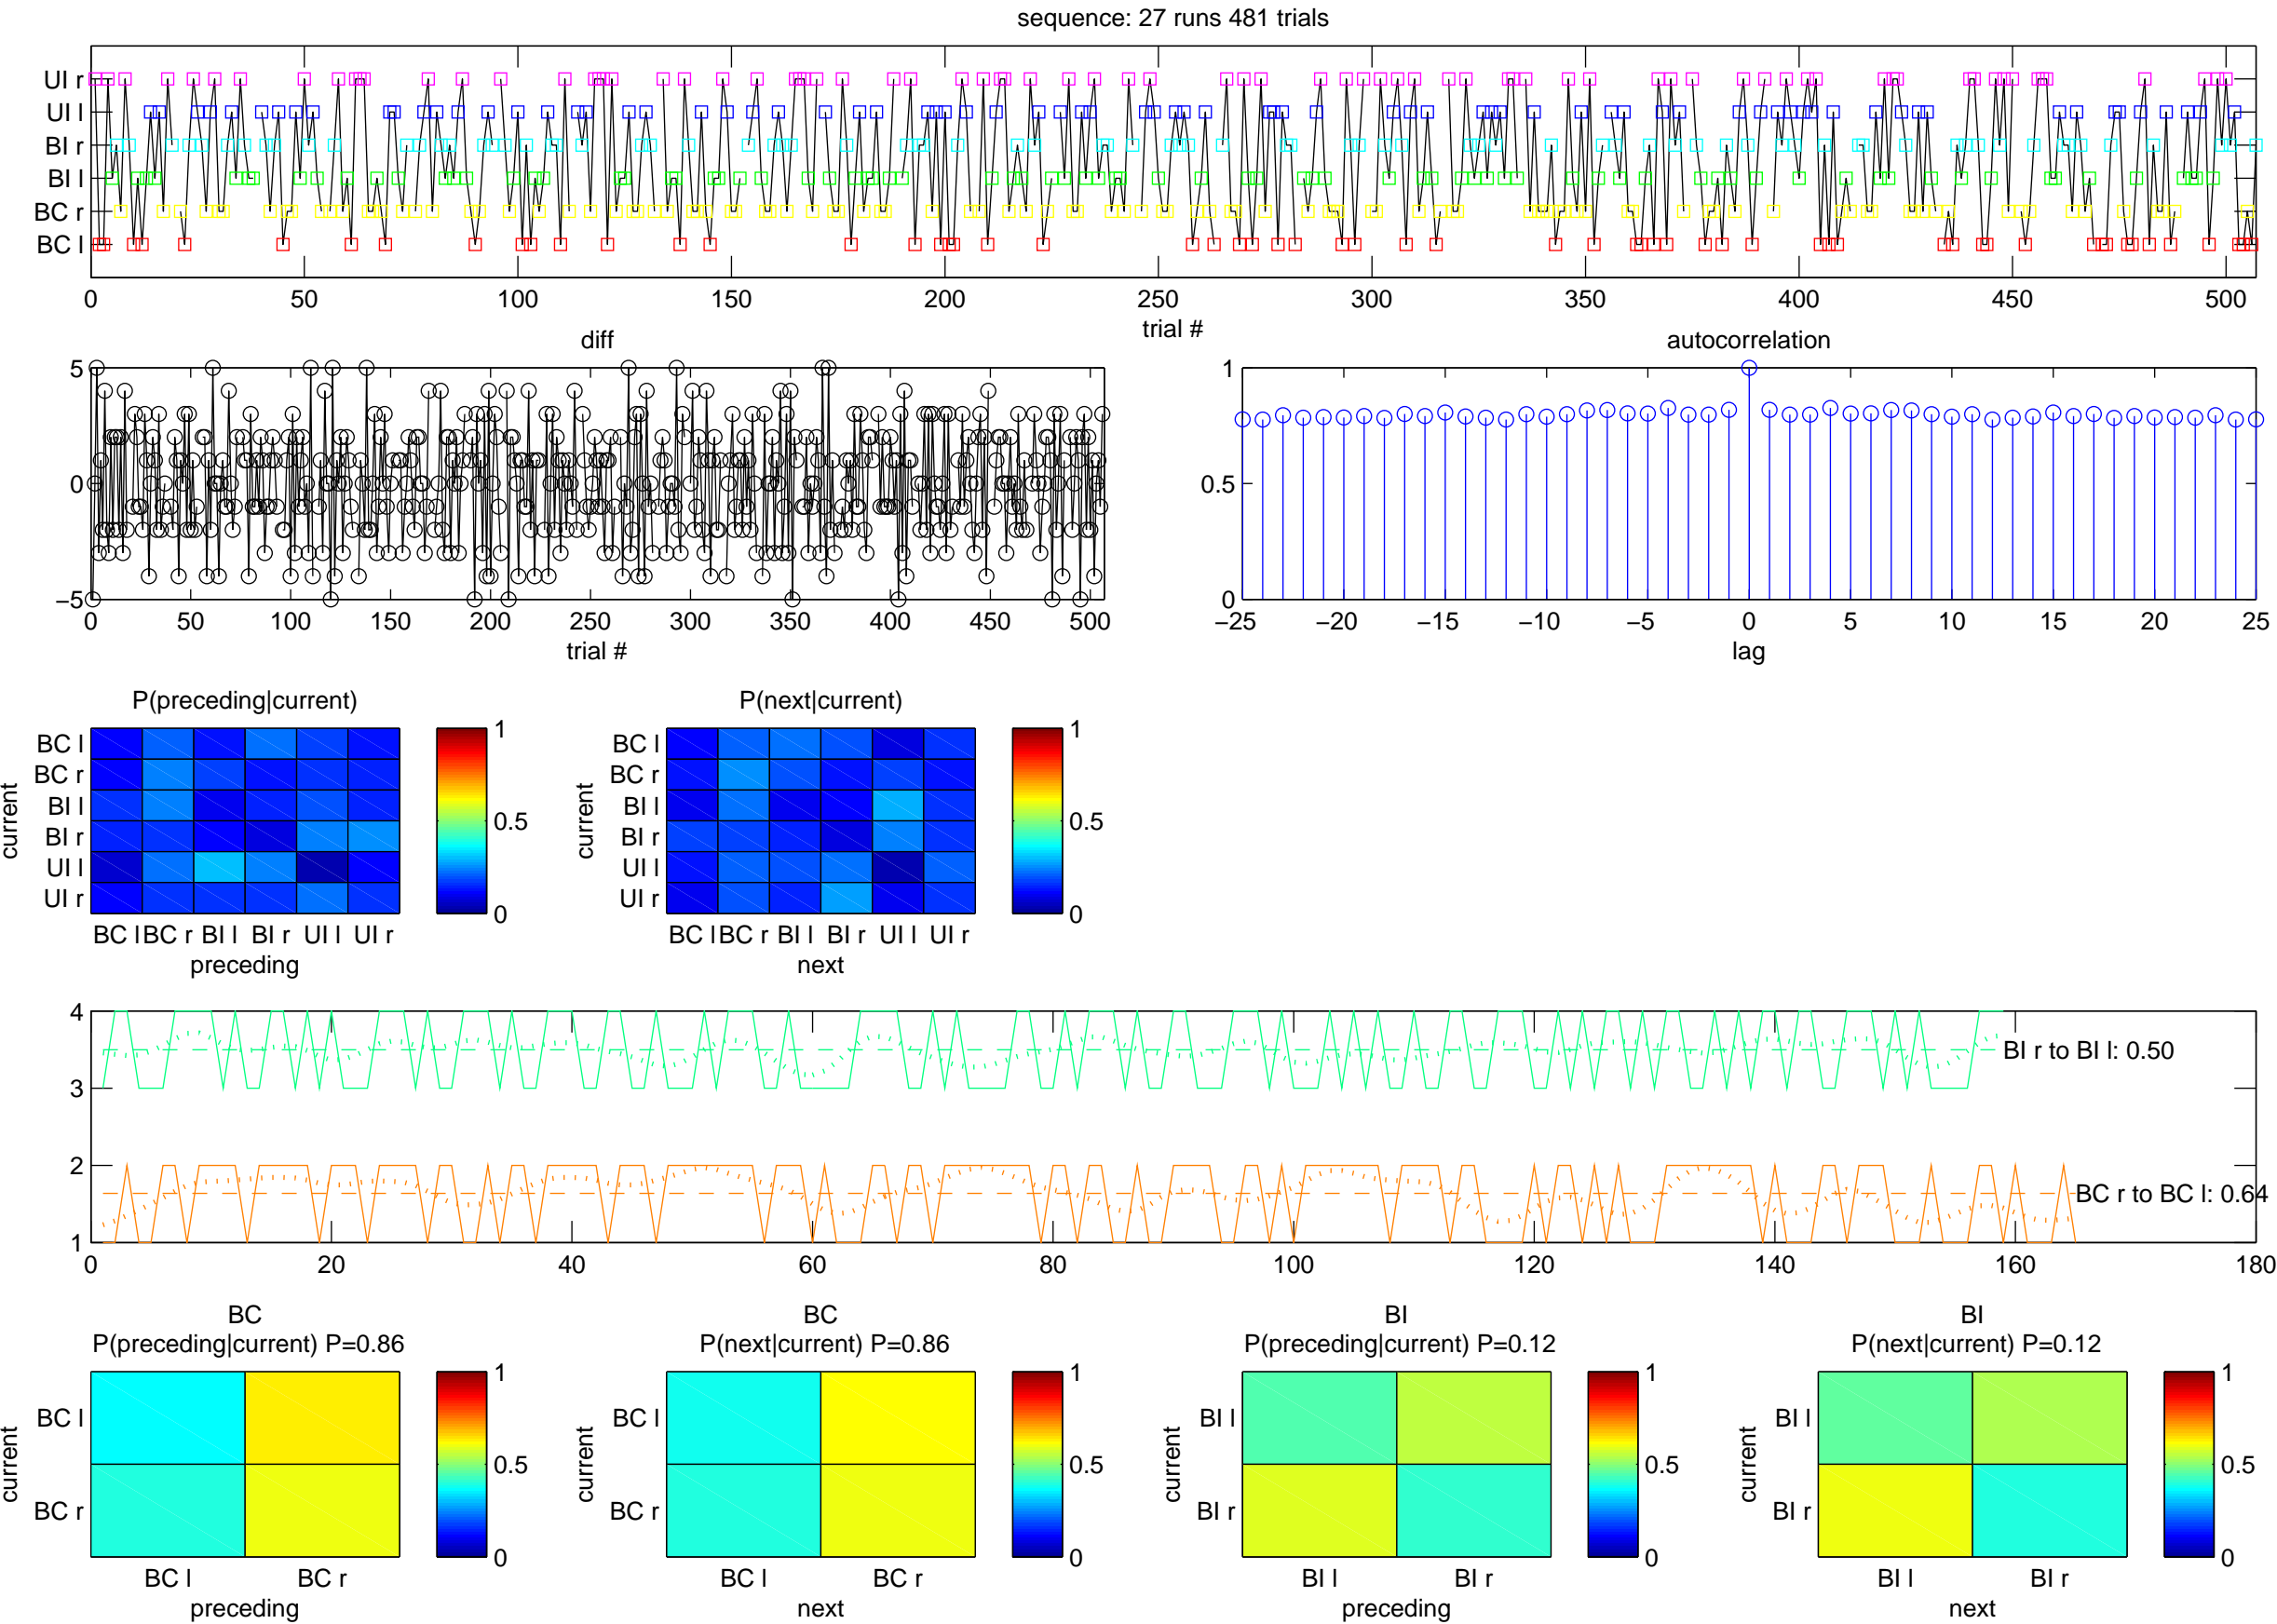 sequence: 27 runs 481 trials
UI r
UI l
BI r
BI l
BC r
BC l
0 50 100 150 200 250 300 350 400 450 500
trial #
diff
5
0
−5
0 50 100 150 200 250 300 350 400 450 500
trial #
autocorrelation
1
0.5
0
−25 −20 −15 −10 −5 0 5 10 15 20 25
lag
P(preceding|current)
current
BC l
BC r
BI l
BI r
UI l
UI r
BC l BC r BI l BI r UI l UI r
preceding
1
0.5
0
P(next|current)
current
BC l
BC r
BI l
BI r
UI l
UI r
BC l BC r BI l BI r UI l UI r
next
1
0.5
0
4
3
2
1
BI r to BI l: 0.50
BC r to BC l: 0.64
0 20 40 60 80 100 120 140 160 180
BC
P(preceding|current) P=0.86
current
BC l
BC r
BC l BC r
preceding
1
0.5
0
BC
P(next|current) P=0.86
current
BC l
BC r
BC l BC r
next
1
0.5
0
BI
P(preceding|current) P=0.12
current
BI l
BI r
BI l BI r
preceding
1
0.5
0
BI
P(next|current) P=0.12
current
BI l
BI r
BI l BI r
next
1
0.5
0